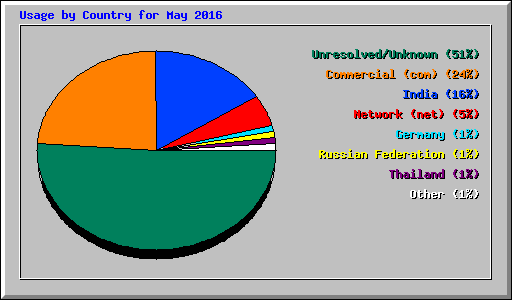 Usage by Country for May 2016
Unresolved/Unknown (51%)
Commercial (com) (24%)
India (16%)
Network (net) (5%)
Germany (1%)
Russian Federation (1%)
Thailand (1%)
Other (1%)